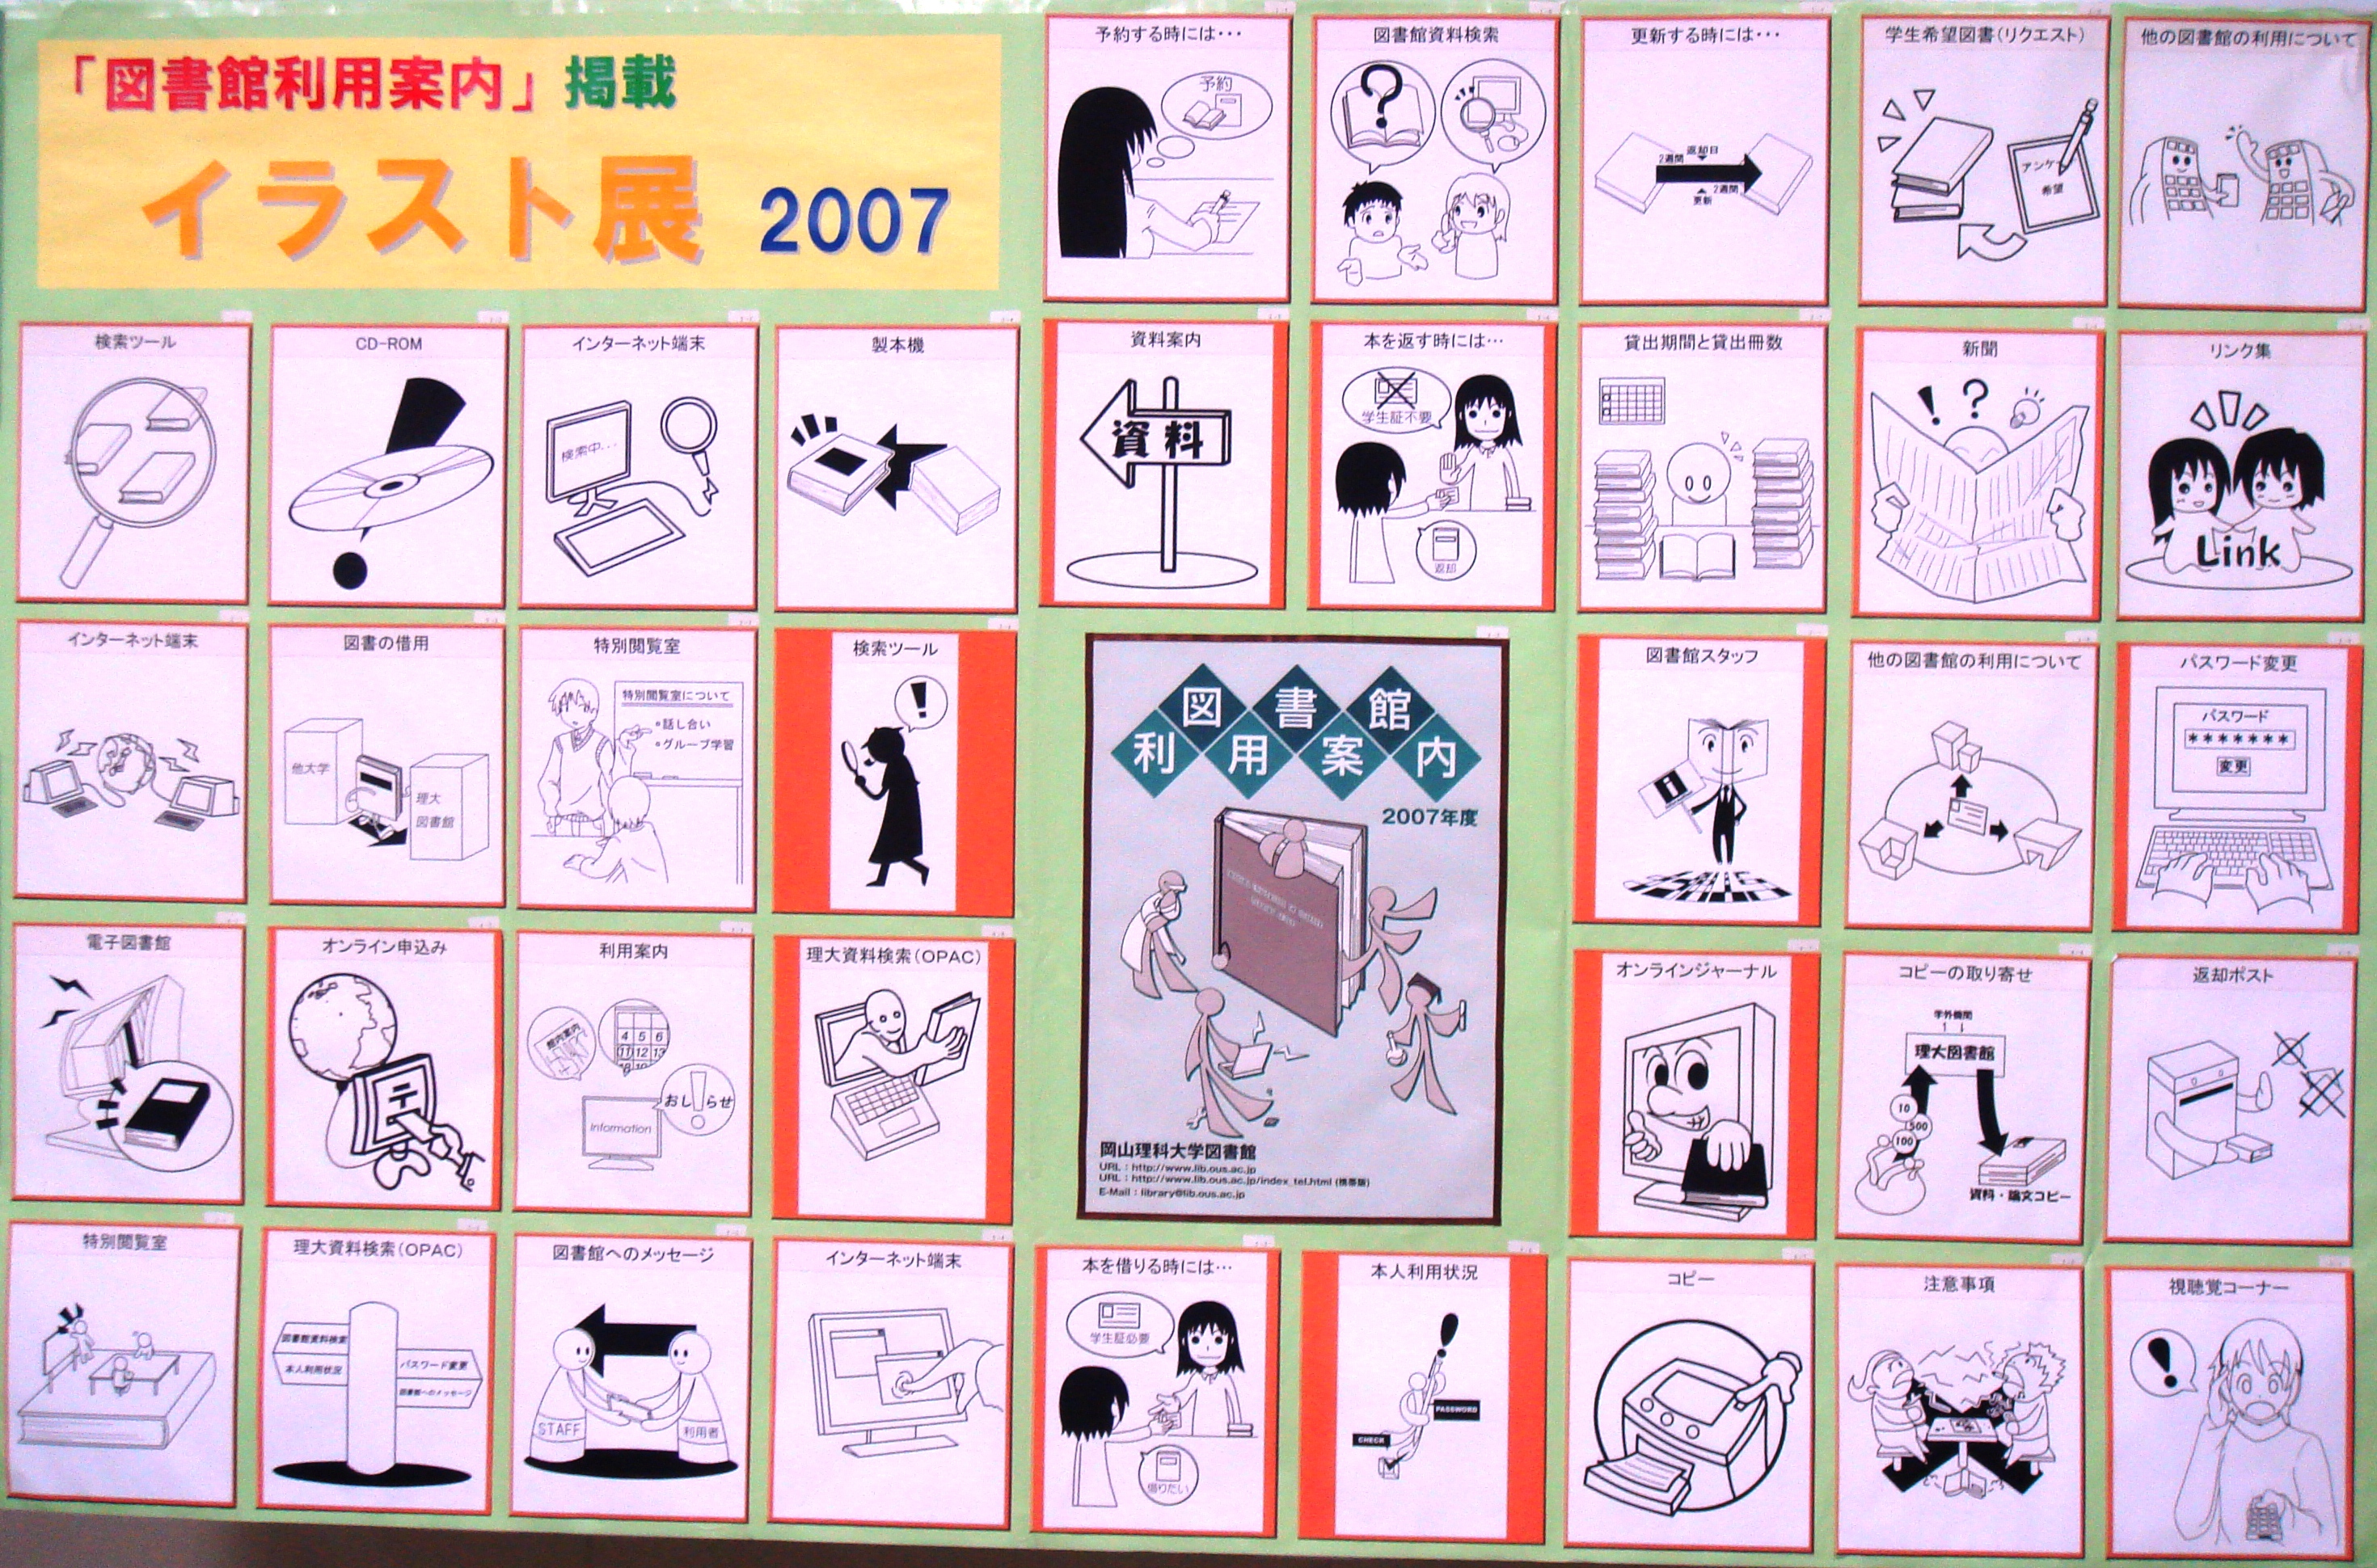 「図書館利用案内」掲載
イラスト展 2007
予約する時には・・・
予約
図書館資料検索
更新する時には・・・
返却日
2週間
2週間
更新
学生希望図書(リクエスト)
アンケ
希望
他の図書館の利用について
検索ツール
CD-ROM
インターネット端末
検索中...
製本機
資料案内
資料
本を返す時には…
学生証不要
返却
貸出期間と貸出冊数
新聞
リンク集
Link
インターネット端末
図書の借用
他大学
理大
図書館
特別閲覧室
特別閲覧室について
・話し合い
・グループ学習
検索ツール
図書館
利用案内
2007年度
岡山理科大学図書館
URL：http://www.lib.ous.ac.jp
URL：http://www.lib.ous.ac.jp/index_tel.html (携帯版)
E-Mail：library@lib.ous.ac.jp
図書館スタッフ
i
他の図書館の利用について
パスワード変更
パスワード
*******
変更
電子図書館
オンライン申込み
利用案内
館内案内
4 5 6
11 12 13
おし！らせ
Information
理大資料検索(OPAC)
オンラインジャーナル
コピーの取り寄せ
学外機関
↑ ↓
理大図書館
10
500
100
資料・論文コピー
返却ポスト
特別閲覧室
理大資料検索(OPAC)
図書館資料検索
本人利用状況
パスワード変更
図書館へのメッセージ
図書館へのメッセージ
STAFF
利用者
インターネット端末
本を借りる時には…
学生証必要
借りたい
本人利用状況
PASSWORD
CHECK
コピー
注意事項
視聴覚コーナー